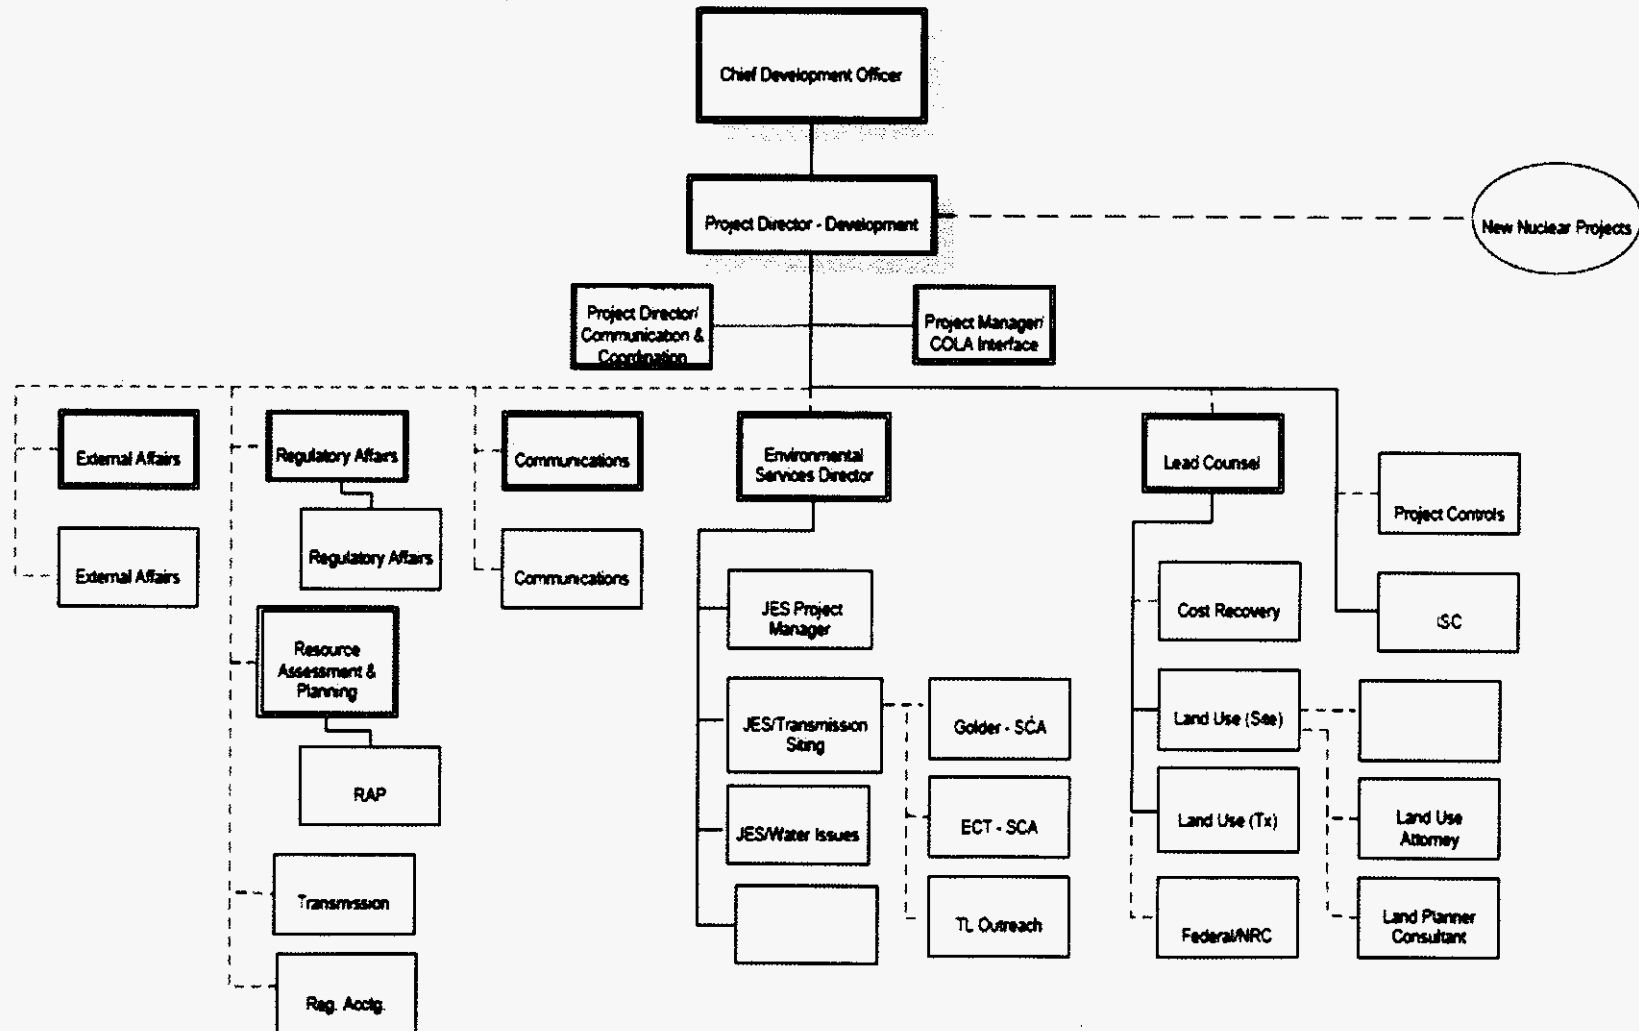 Chief Development Officer
Project Director - Development
New Nuclear Projects
Project Director/
Communication &
Coordination
Project Manager/
COLA Interface
External Affairs
Regulatory Affairs
Communications
Environmental
Services Director
Lead Counsel
Project Controls
External Affairs
Regulatory Affairs
Communications
JES Project
Manager
Cost Recovery
ISC
Resource
Assessment &
Planning
JES/Transmission
Siting
Golder - SCA
Land Use (Site)
RAP
JES/Water Issues
ECT - SCA
Land Use (Tx)
Land Use
Attorney
Transmission
TL Outreach
Federal/NRC
Land Planner
Consultant
Reg. Acctg.